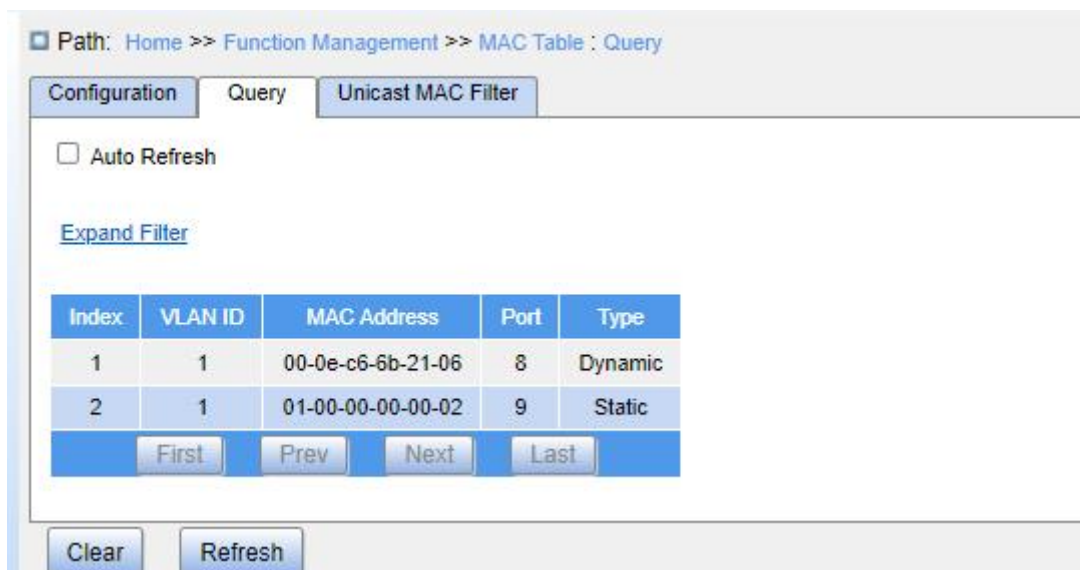 Path: Home >> Function Management >> MAC Table : Query
Configuration Query Unicast MAC Filter
Auto Refresh
Expand Filter
Index VLAN ID MAC Address Port Type
1 1 00-0e-c6-6b-21-06 8 Dynamic
2 1 01-00-00-00-00-02 9 Static
First Prev Next Last
Clear Refresh